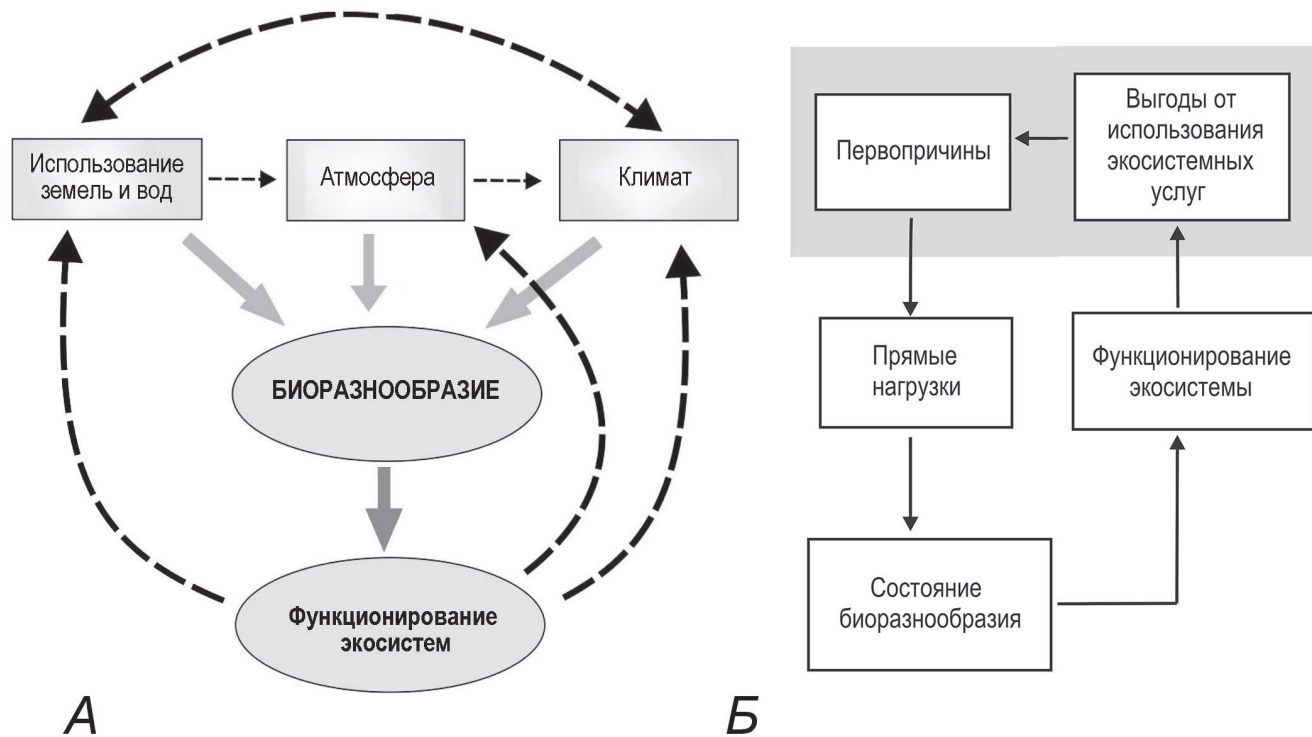 Использование
земель и вод
Атмосфера
Климат
БИОРАЗНООБРАЗИЕ
Функционирование
экосистем
А
Первопричины
Выгоды от
использования
экосистемных
услуг
Прямые
нагрузки
Функционирование
экосистемы
Состояние
биоразнообразия
Б